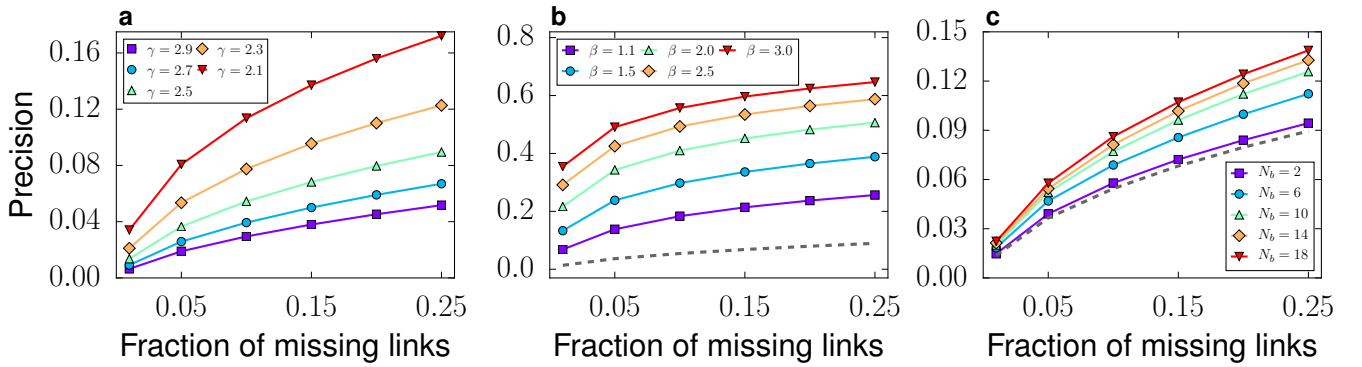 a
b
c
Precision
0.16
0.12
0.08
0.04
0.00
γ = 2.9
γ = 2.3
γ = 2.7
γ = 2.1
γ = 2.5
0.05
0.15
0.25
Fraction of missing links
0.8
0.6
0.4
0.2
0.0
β = 1.1
β = 2.0
β = 3.0
β = 1.5
β = 2.5
0.05
0.15
0.25
Fraction of missing links
0.15
0.12
0.09
0.06
0.03
0.00
N_b = 2
N_b = 6
N_b = 10
N_b = 14
N_b = 18
0.05
0.15
0.25
Fraction of missing links